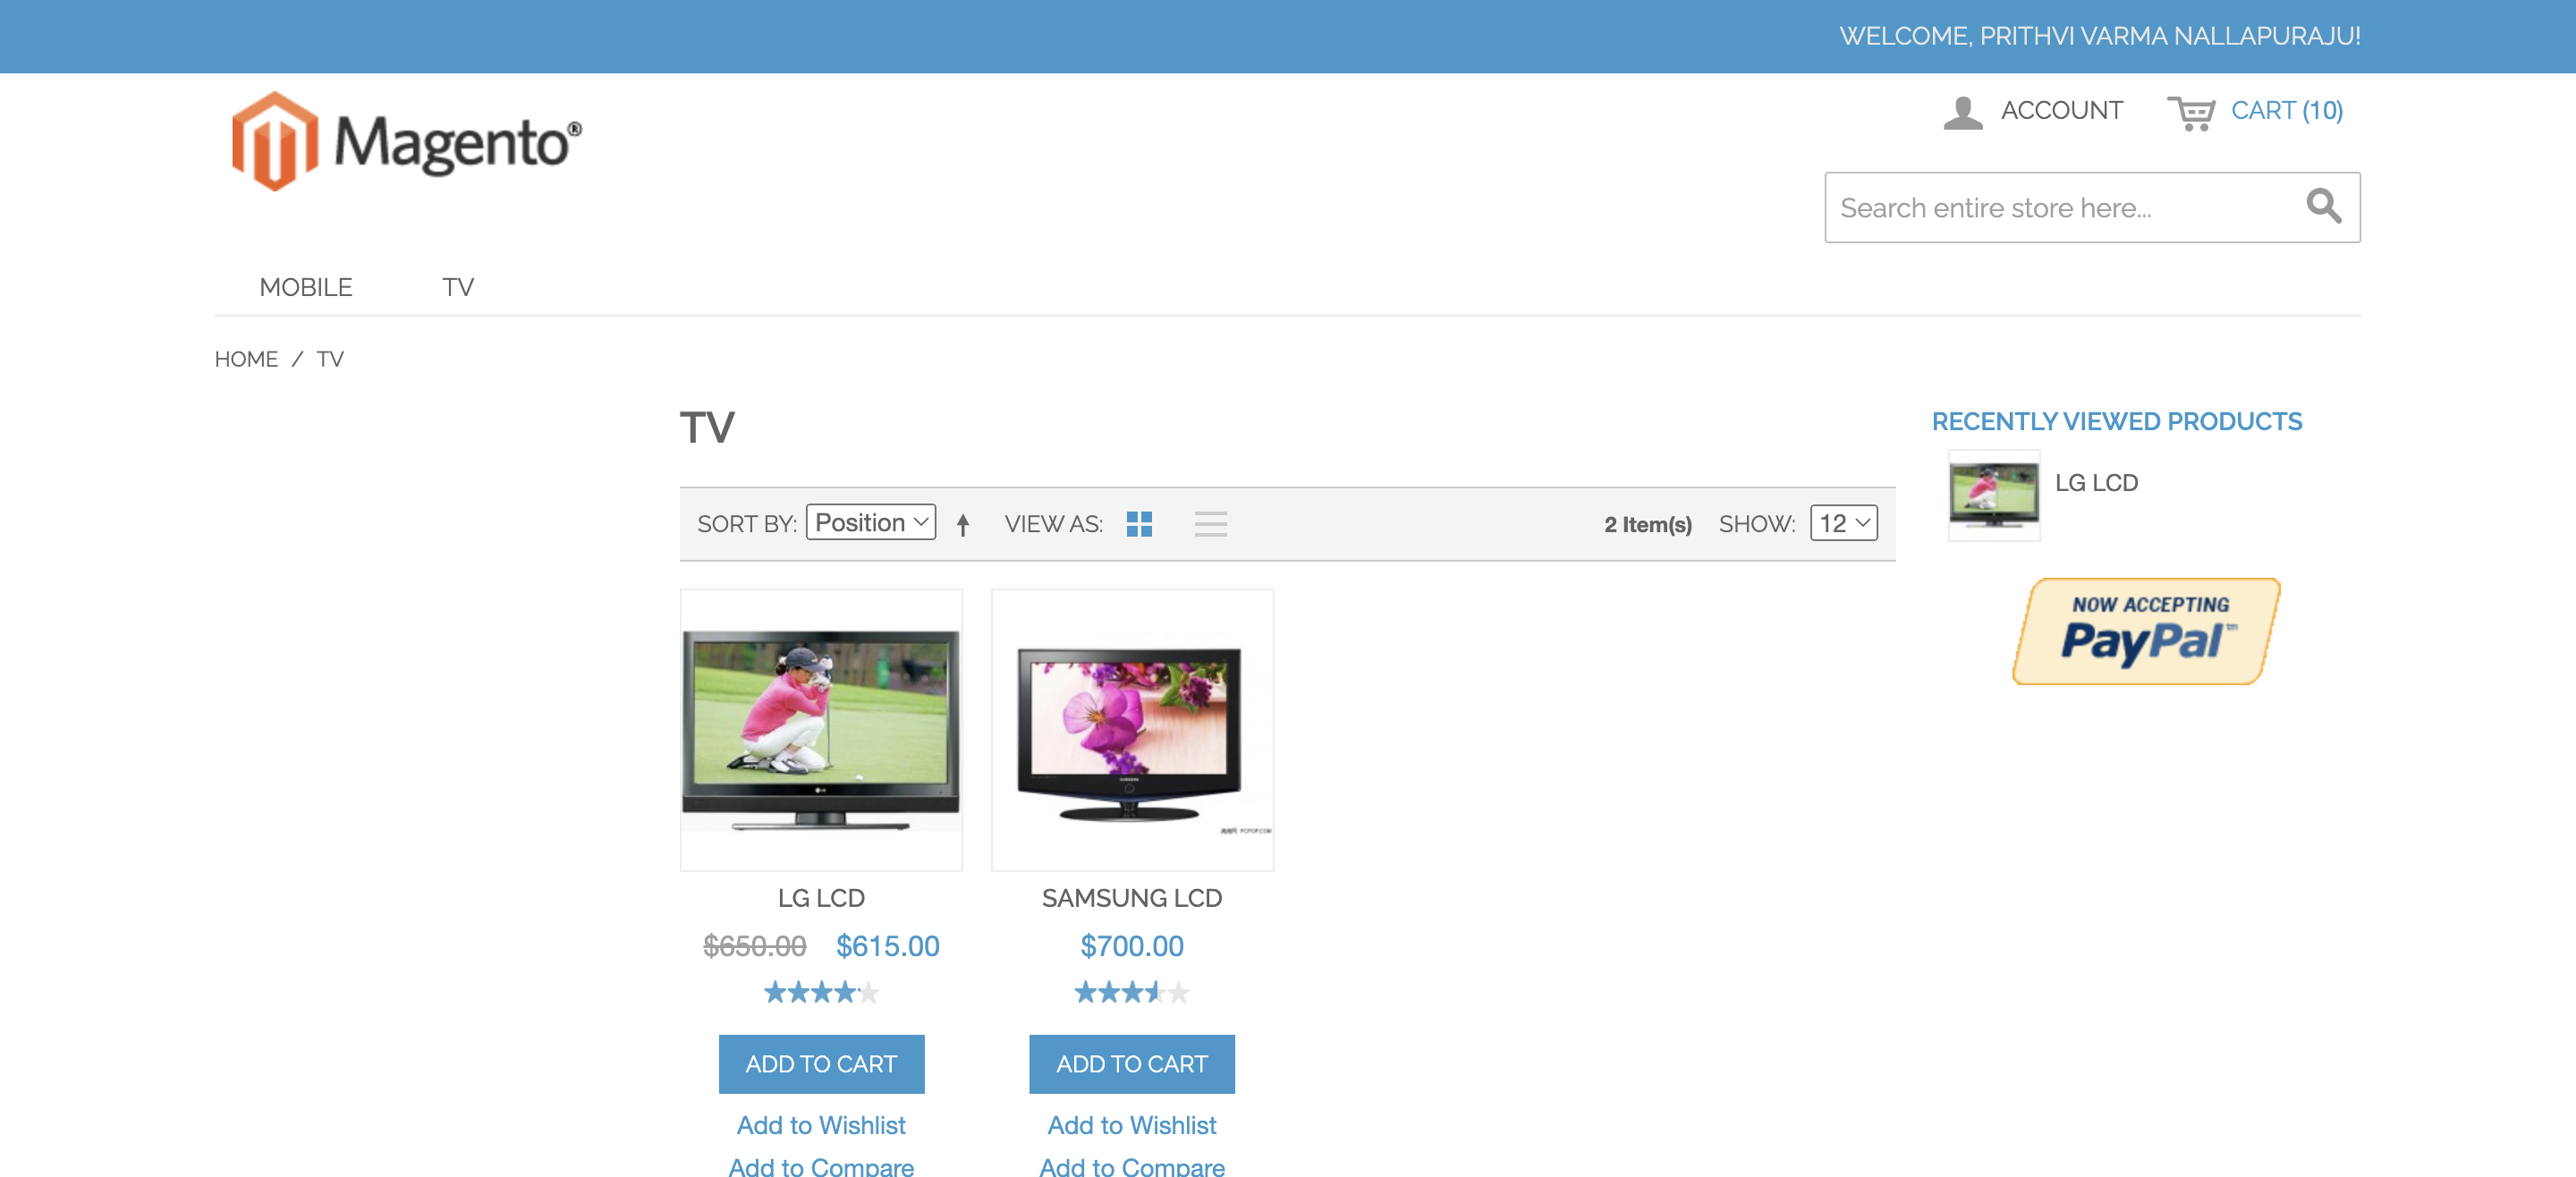 WELCOME, PRITHVI VARMA NALLAPURAJU!
Magento®
ACCOUNT
CART (10)
Search entire store here...
MOBILE TV
HOME / TV
TV
SORT BY: Position VIEW AS: 2 Item(s) SHOW: 12
LG LCD
$650.00 $615.00
ADD TO CART
Add to Wishlist
Add to Compare
SAMSUNG
SAMSUNG LCD
$700.00
ADD TO CART
Add to Wishlist
Add to Compare
RECENTLY VIEWED PRODUCTS
LG LCD
NOW ACCEPTING
PayPal™